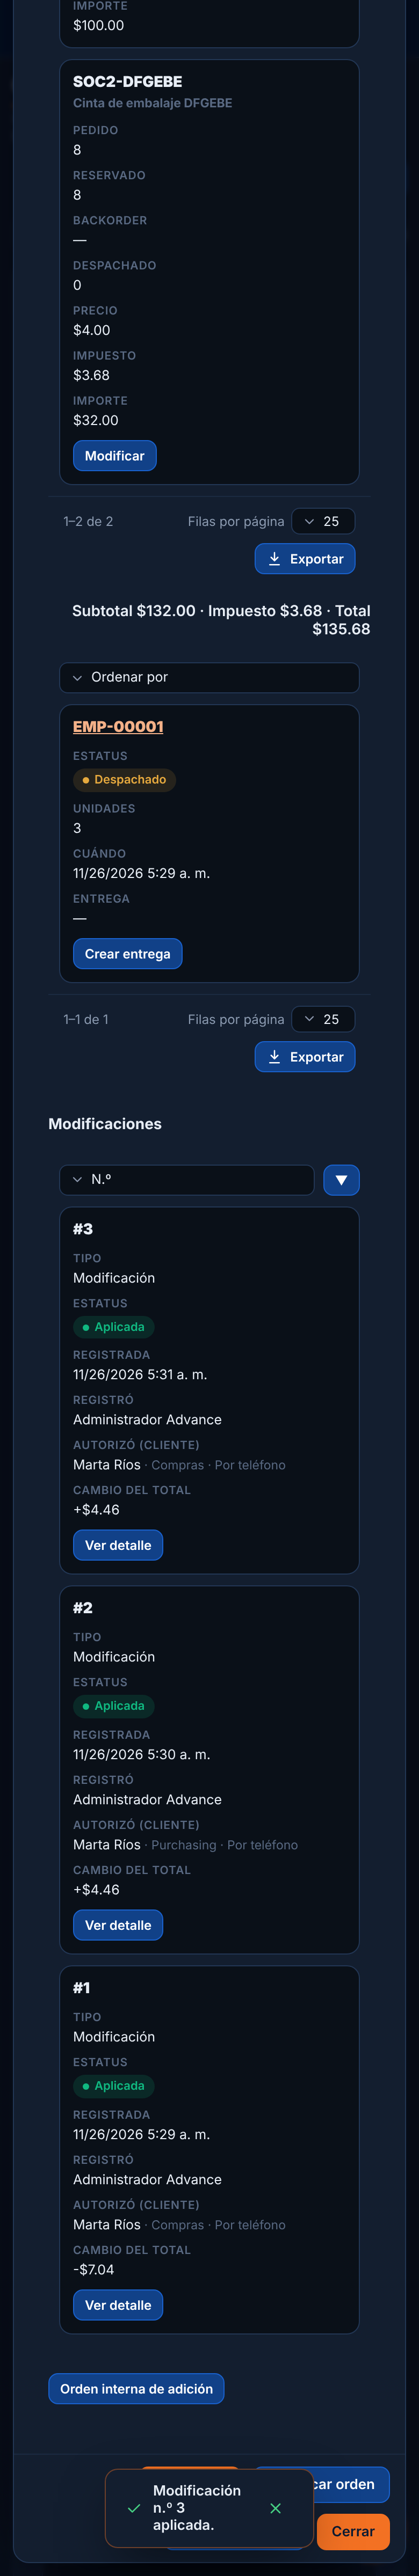 IMPORTE
$100.00
SOC2-DFGEBE
Cinta de embalaje DFGEBE
PEDIDO
8
RESERVADO
8
BACKORDER
—
DESPACHADO
0
PRECIO
$4.00
IMPUESTO
$3.68
IMPORTE
$32.00
Modificar
1–2 de 2 Filas por página 25
Exportar
Subtotal $132.00 · Impuesto $3.68 · Total
$135.68
Ordenar por
EMP-00001
ESTATUS
Despachado
UNIDADES
3
CUÁNDO
11/26/2026 5:29 a. m.
ENTREGA
—
Crear entrega
1–1 de 1 Filas por página 25
Exportar
Modificaciones
N.º ▼
#3
TIPO
Modificación
ESTATUS
Aplicada
REGISTRADA
11/26/2026 5:31 a. m.
REGISTRÓ
Administrador Advance
AUTORIZÓ (CLIENTE)
Marta Ríos · Compras · Por teléfono
CAMBIO DEL TOTAL
+$4.46
Ver detalle
#2
TIPO
Modificación
ESTATUS
Aplicada
REGISTRADA
11/26/2026 5:30 a. m.
REGISTRÓ
Administrador Advance
AUTORIZÓ (CLIENTE)
Marta Ríos · Purchasing · Por teléfono
CAMBIO DEL TOTAL
+$4.46
Ver detalle
#1
TIPO
Modificación
ESTATUS
Aplicada
REGISTRADA
11/26/2026 5:29 a. m.
REGISTRÓ
Administrador Advance
AUTORIZÓ (CLIENTE)
Marta Ríos · Compras · Por teléfono
CAMBIO DEL TOTAL
-$7.04
Ver detalle
Orden interna de adición
orden
Modificación
n.º 3
aplicada.
Cerrar